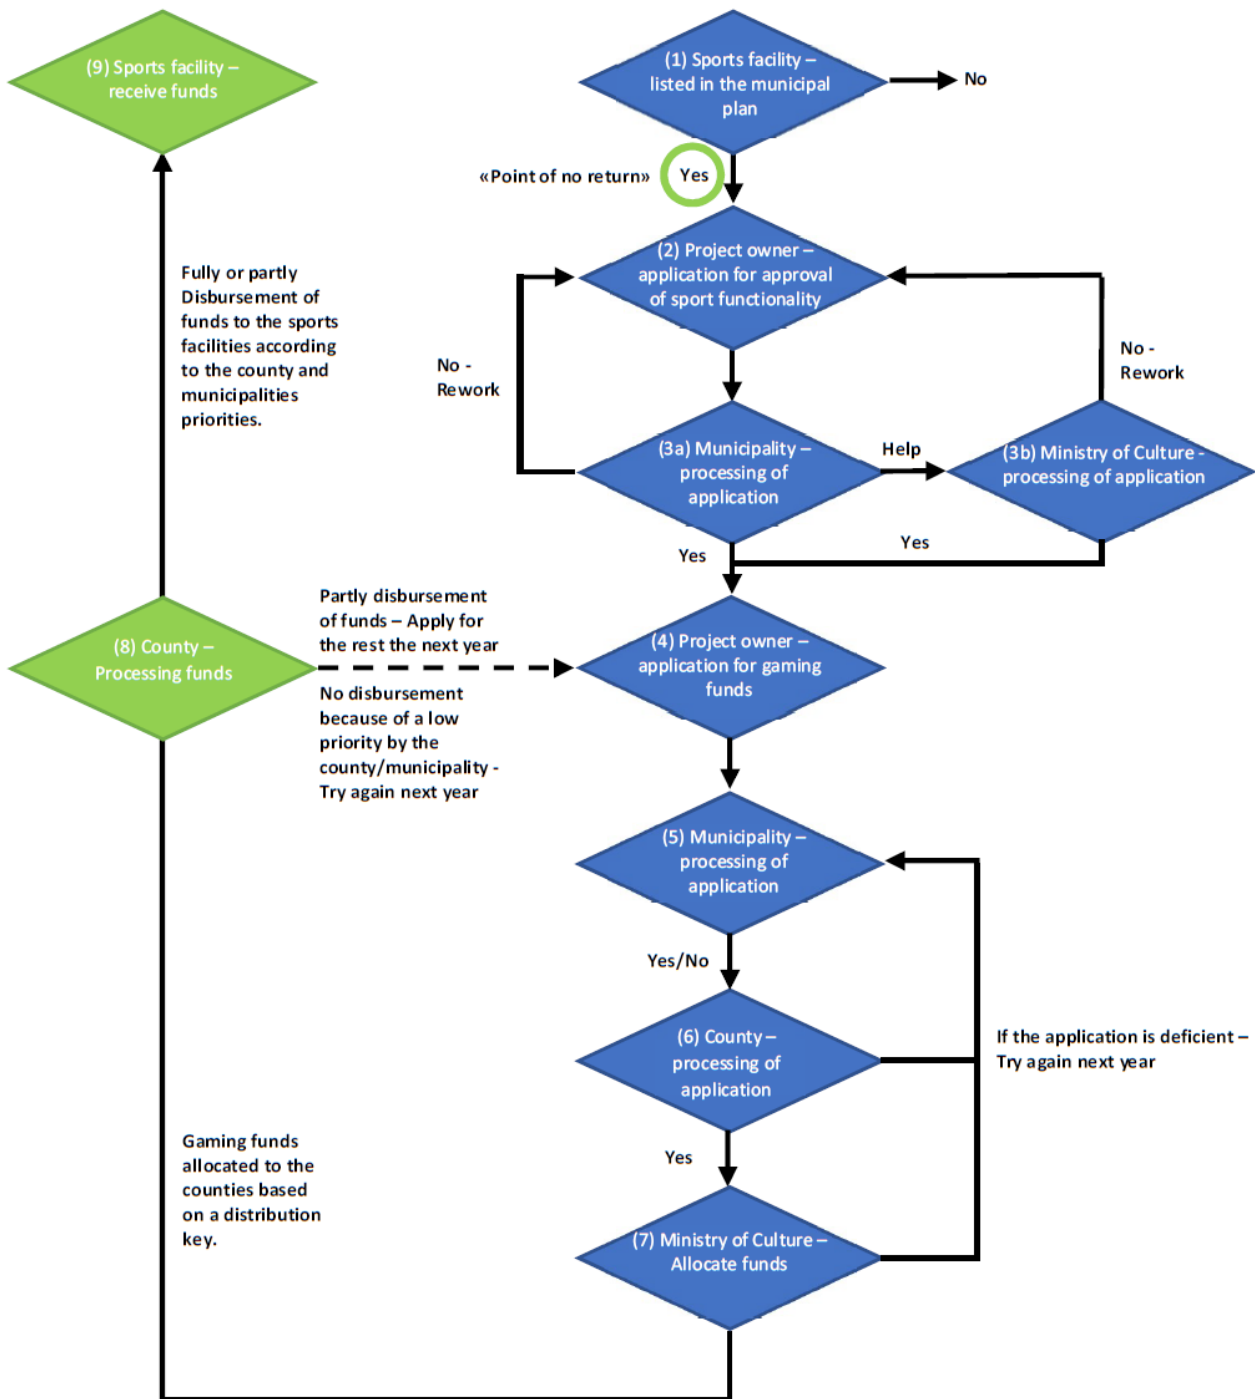 (9) Sports facility –
receive funds
(1) Sports facility –
listed in the municipal
plan
No
«Point of no return»
Yes
(2) Project owner –
application for approval
of sport functionality
Fully or partly
Disbursement of
funds to the sports
facilities according
to the county and
municipalities
priorities.
No -
Rework
No -
Rework
(3a) Municipality –
processing of
application
Help
(3b) Ministry of Culture -
processing of application
Yes
Yes
Partly disbursement
of funds – Apply for
the rest the next year
(8) County –
Processing funds
(4) Project owner –
application for gaming
funds
No disbursement
because of a low
priority by the
county/municipality -
Try again next year
(5) Municipality –
processing of
application
Yes/No
(6) County –
processing of
application
If the application is deficient –
Try again next year
Yes
Gaming funds
allocated to the
counties based
on a distribution
key.
(7) Ministry of Culture –
Allocate funds